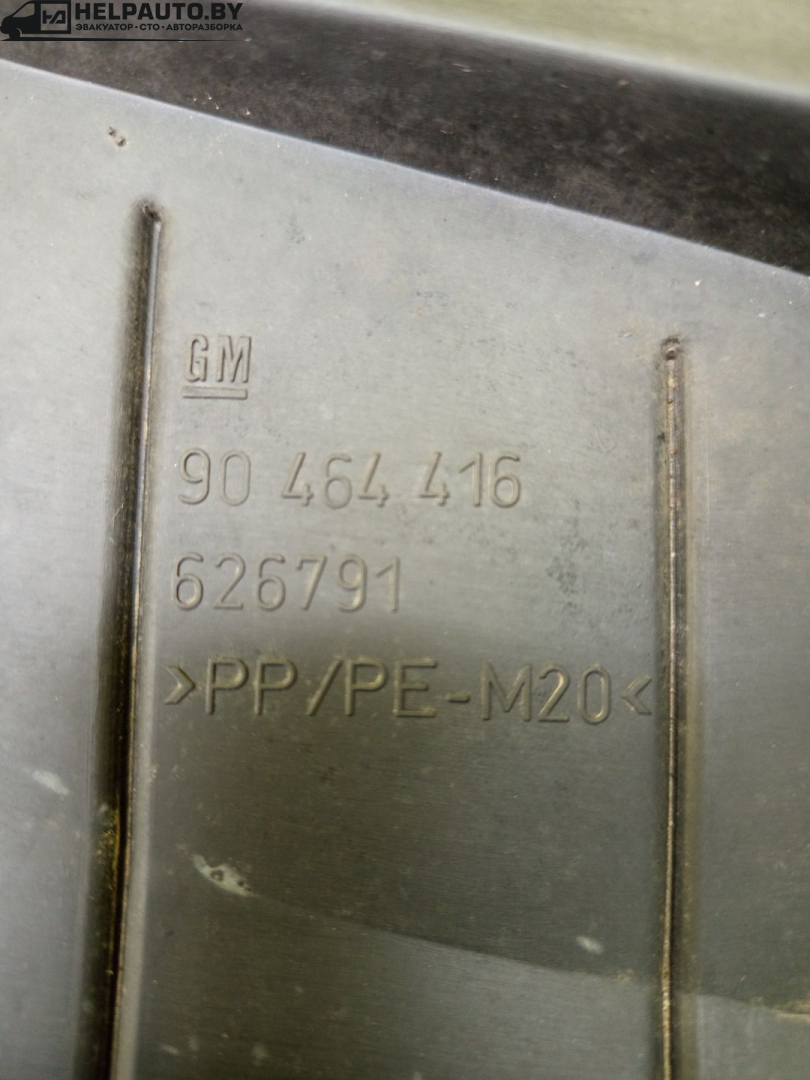 HELPAUTO.BY
ЭВАКУАТОР • СТО • АВТОРАЗБОРКА
GM
90 464 416
626791
>PP/PE-M20<